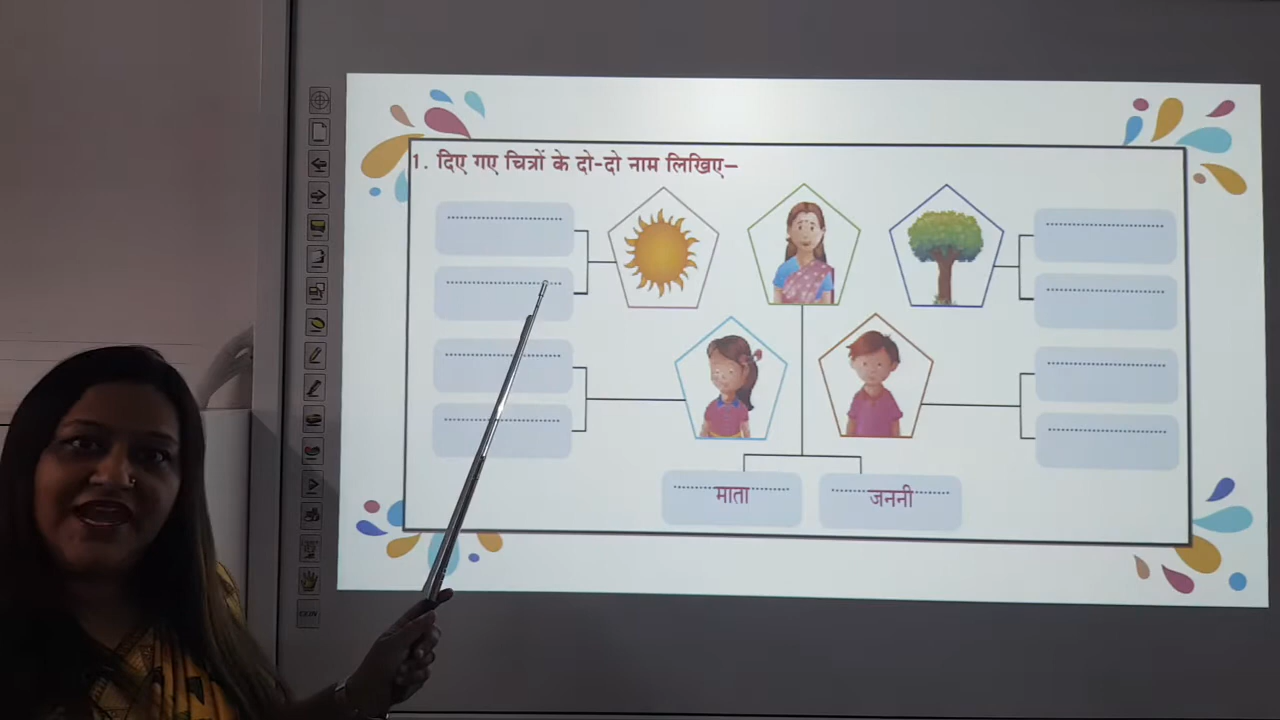 1. दिए गए चित्रों के दो-दो नाम लिखिए–
माता
जननी